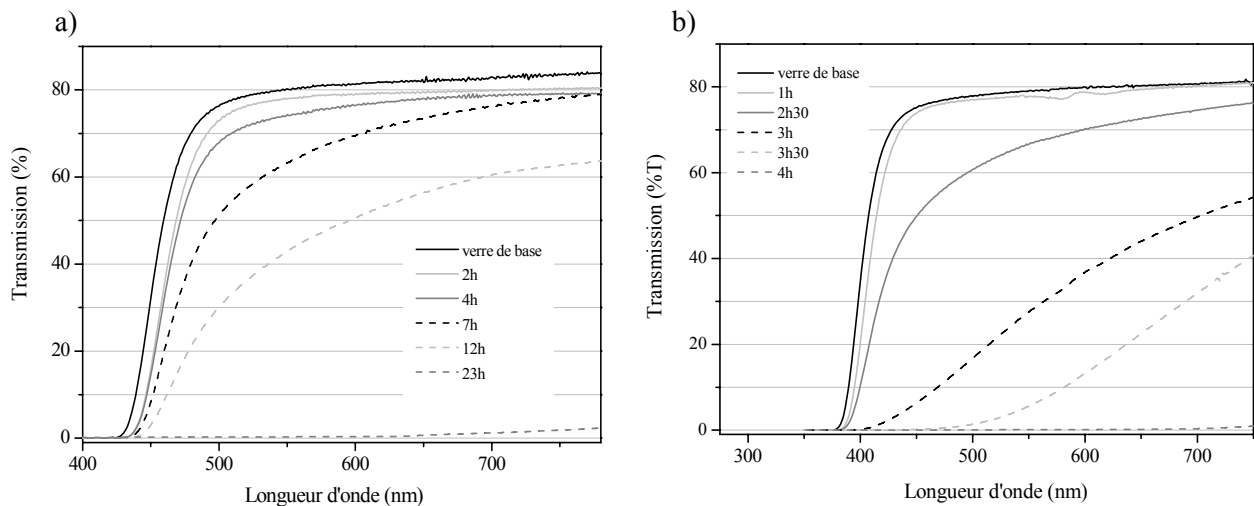 a)
Transmission (%)
80
60
40
20
0
400
500
600
700
Longueur d'onde (nm)
verre de base
2h
4h
7h
12h
23h
b)
Transmission (%T)
80
60
40
20
0
300
400
500
600
700
Longueur d'onde (nm)
verre de base
1h
2h30
3h
3h30
4h